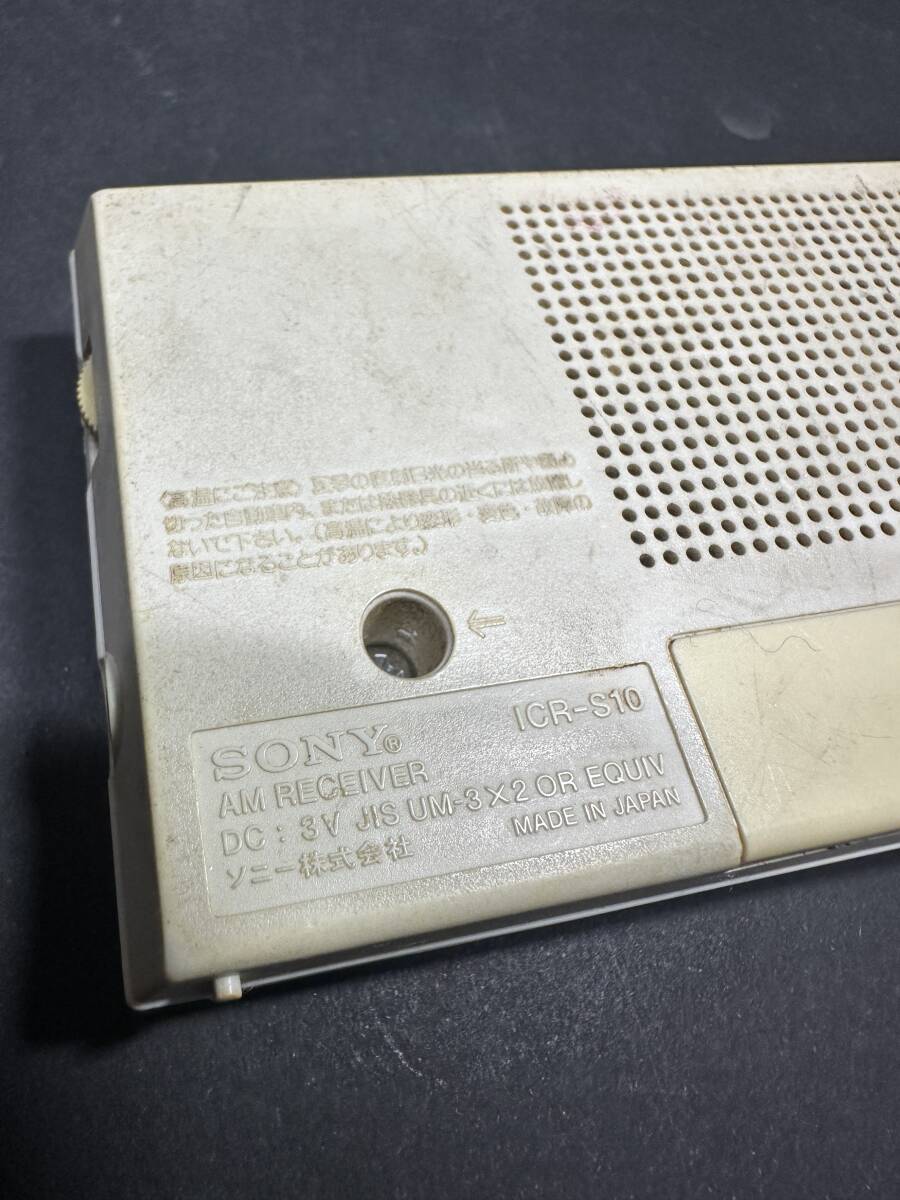 〈高温にご注意〉真夏の直射日光の当る所や閉め
切った自動車内、または暖房器の近くには放置し
ないで下さい。(高温により変形・変色・故障の
原因になることがあります。)
←
ICR-S10
SONY®
AM RECEIVER
DC : 3V JIS UM-3×2 OR EQUIV
ソニー株式会社 MADE IN JAPAN